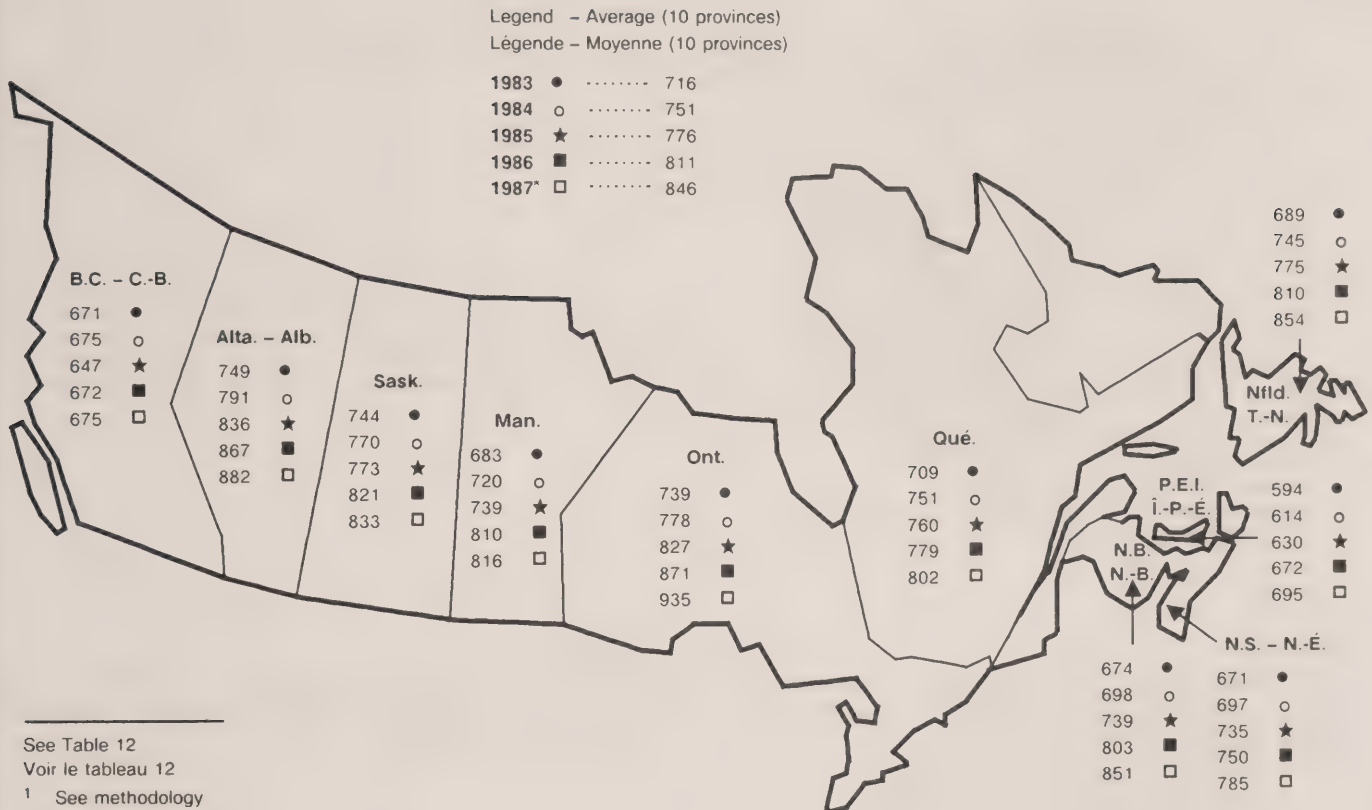 Legend – Average (10 provinces)
Légende – Moyenne (10 provinces)
1983 ● ······· 716
1984 ○ ······· 751
1985 ★ ······· 776
1986 ■ ······· 811
1987* □ ······· 846
B.C. – C.-B.
671 ●
675 ○
647 ★
672 ■
675 □
Alta. – Alb.
749 ●
791 ○
836 ★
867 ■
882 □
Sask.
744 ●
770 ○
773 ★
821 ■
833 □
Man.
683 ●
720 ○
739 ★
810 ■
816 □
Ont.
739 ●
778 ○
827 ★
871 ■
935 □
Qué.
709 ●
751 ○
760 ★
779 ■
802 □
689 ●
745 ○
775 ★
810 ■
854 □
Nfld.
T.-N.
P.E.I.
Î.-P.-É.
594 ●
614 ○
630 ★
672 ■
695 □
N.B.
N.-B.
674 ●
698 ○
739 ★
803 ■
851 □
N.S. – N.-É.
671 ●
697 ○
735 ★
750 ■
785 □
See Table 12
Voir le tableau 12
1 See methodology